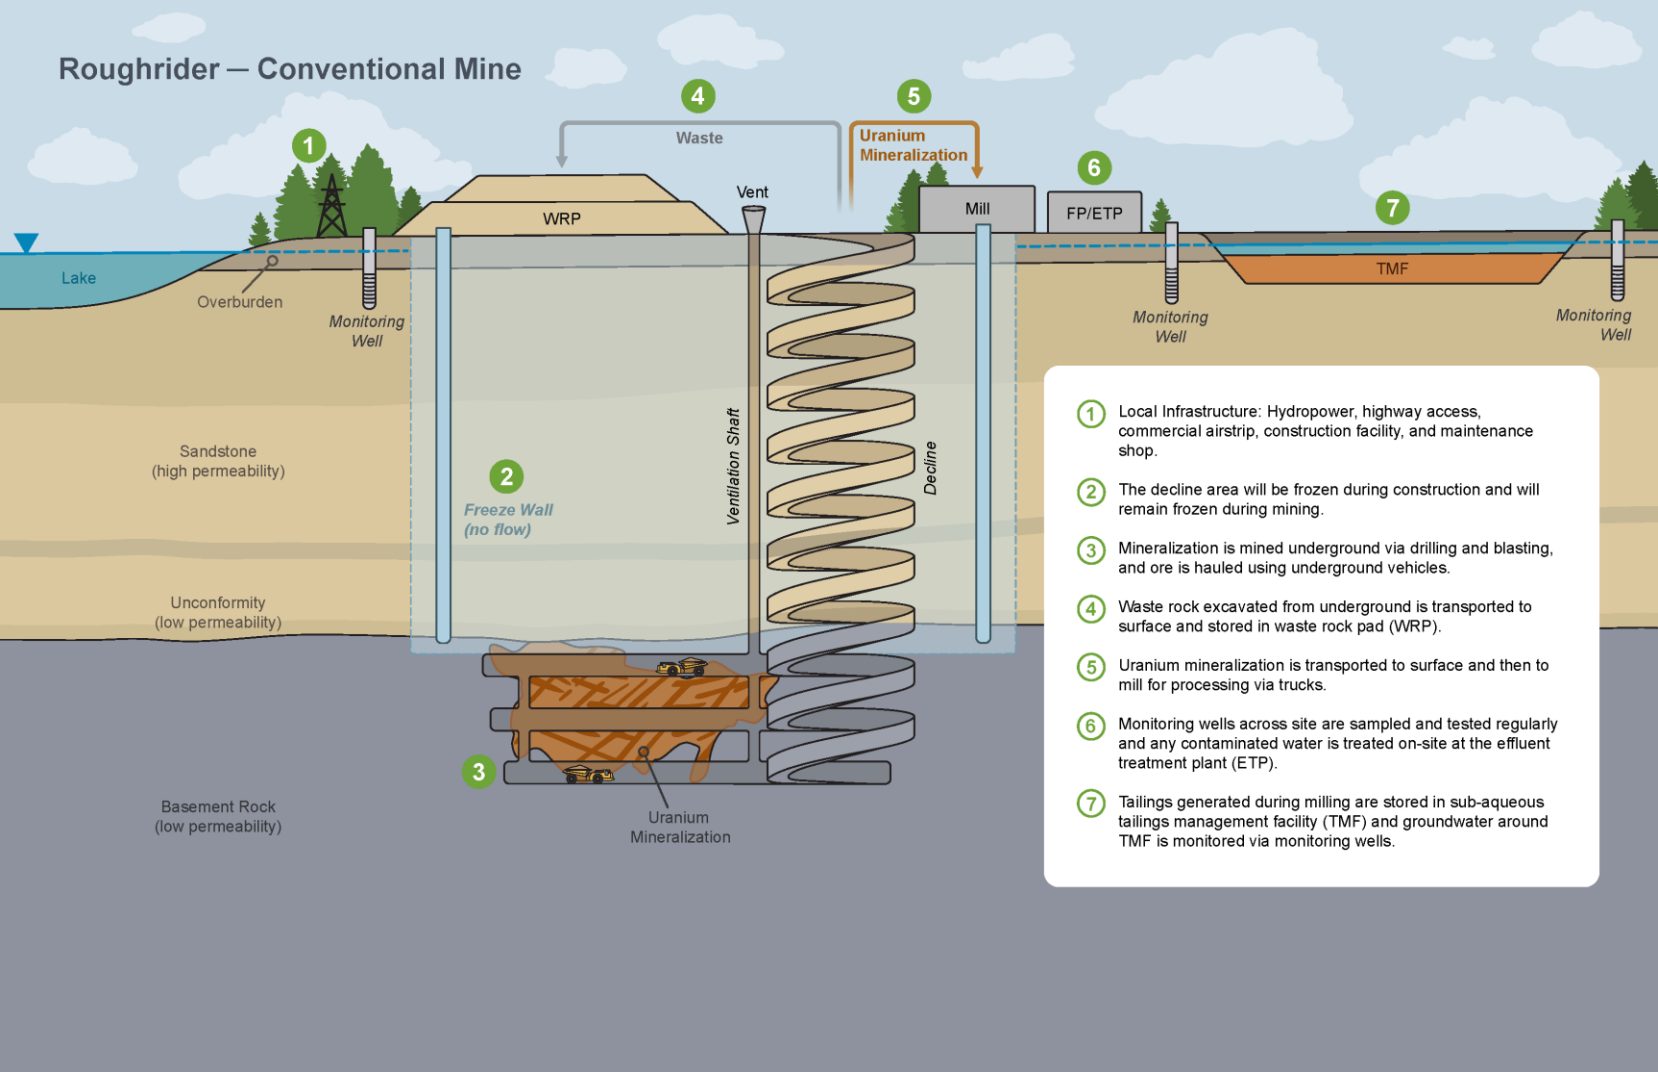 Roughrider — Conventional Mine
1
4
Waste
5
Uranium
Mineralization
6
7
Vent
WRP
Mill
FP/ETP
TMF
Lake
Overburden
Monitoring
Well
Monitoring
Well
Monitoring
Well
Sandstone
(high permeability)
2
Freeze Wall
(no flow)
Ventilation Shaft
Decline
Unconformity
(low permeability)
3
Uranium
Mineralization
Basement Rock
(low permeability)
1 Local Infrastructure: Hydropower, highway access,
commercial airstrip, construction facility, and maintenance
shop.
2 The decline area will be frozen during construction and will
remain frozen during mining.
3 Mineralization is mined underground via drilling and blasting,
and ore is hauled using underground vehicles.
4 Waste rock excavated from underground is transported to
surface and stored in waste rock pad (WRP).
5 Uranium mineralization is transported to surface and then to
mill for processing via trucks.
6 Monitoring wells across site are sampled and tested regularly
and any contaminated water is treated on-site at the effluent
treatment plant (ETP).
7 Tailings generated during milling are stored in sub-aqueous
tailings management facility (TMF) and groundwater around
TMF is monitored via monitoring wells.